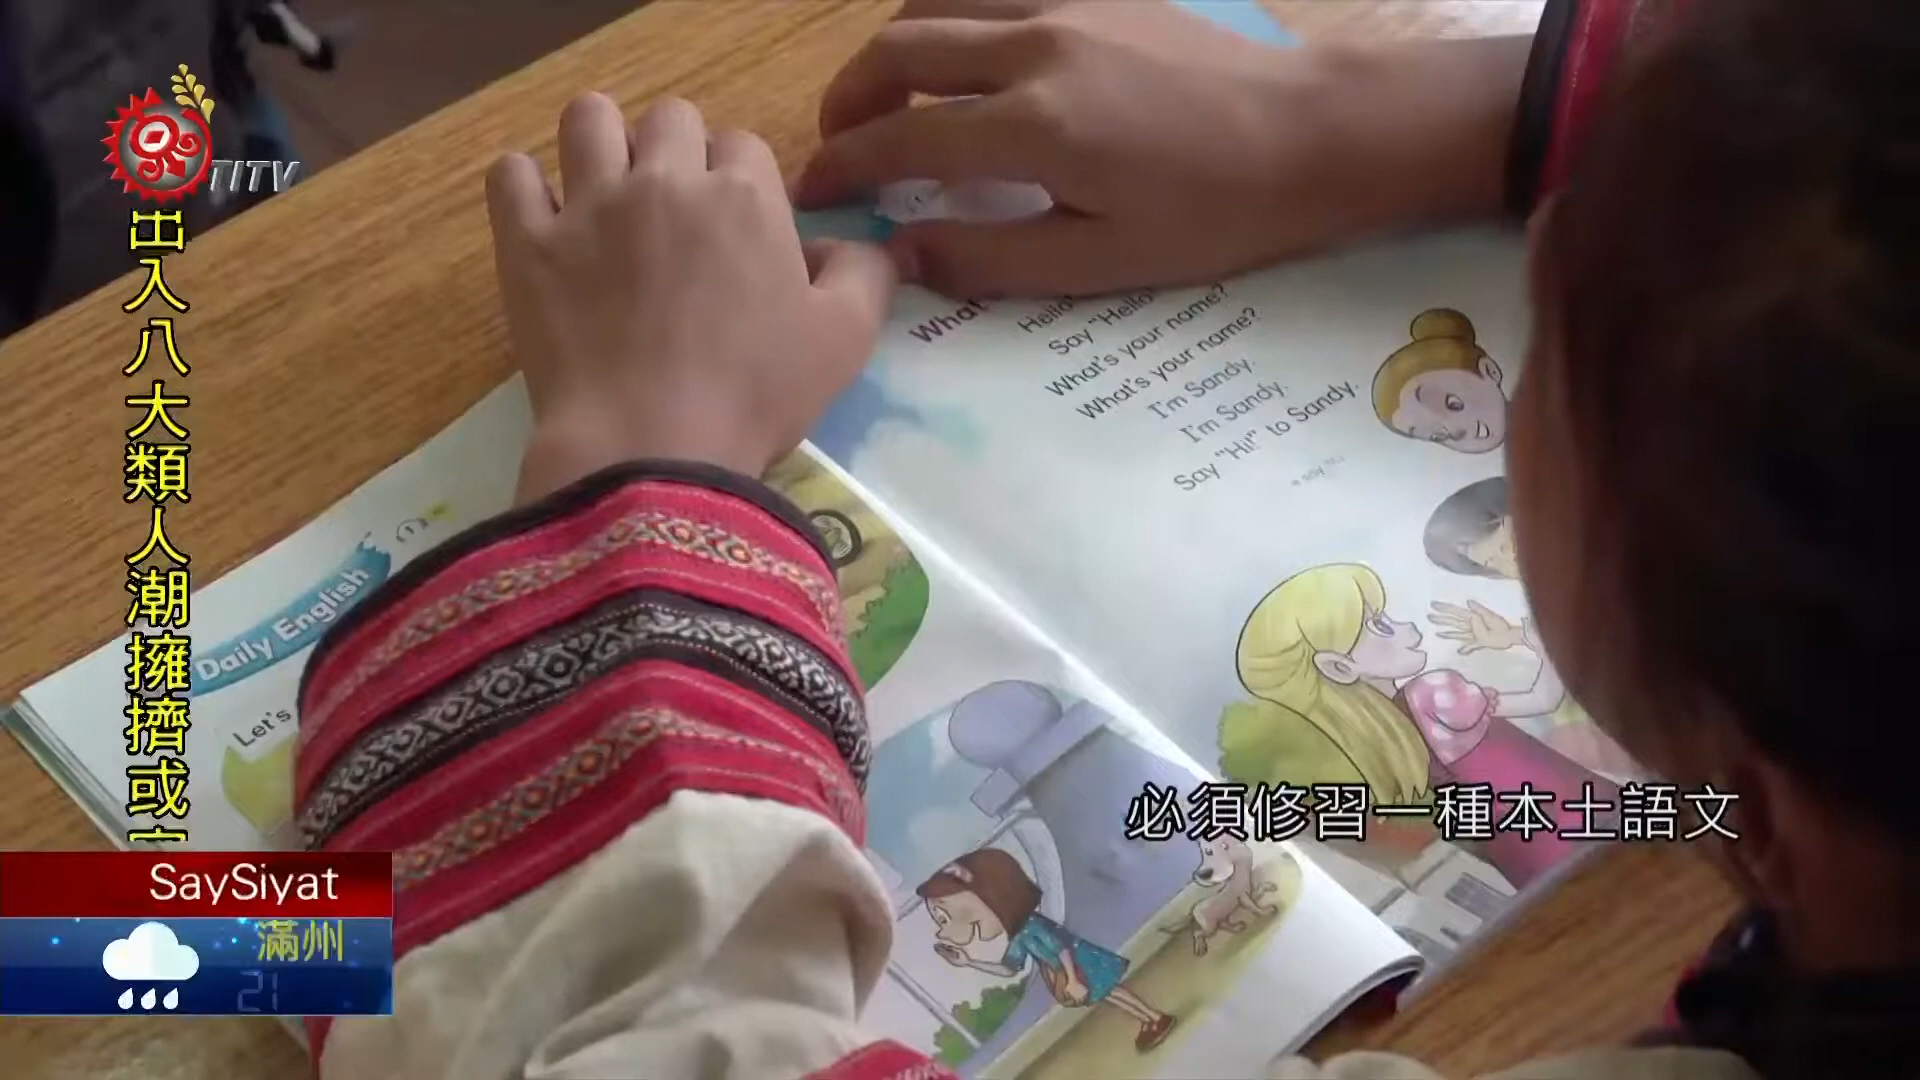 TITV
出入八大類人潮擁擠或
What
Hello
Say "Hello
What's your name?
What's your name?
I'm Sandy.
I'm Sandy.
Say "Hi!" to Sandy.
Daily English
Let's
必須修習一種本土語文
SaySiyat
滿州
21